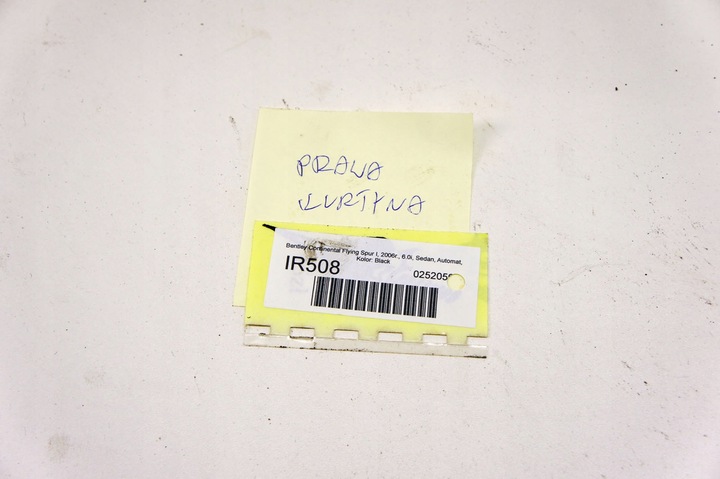 PRAWA
KURTYNA
Bentley Continental Flying Spur I, 2006r., 6.0i, Sedan, Automat,
Kolor: Black
IR508
025205